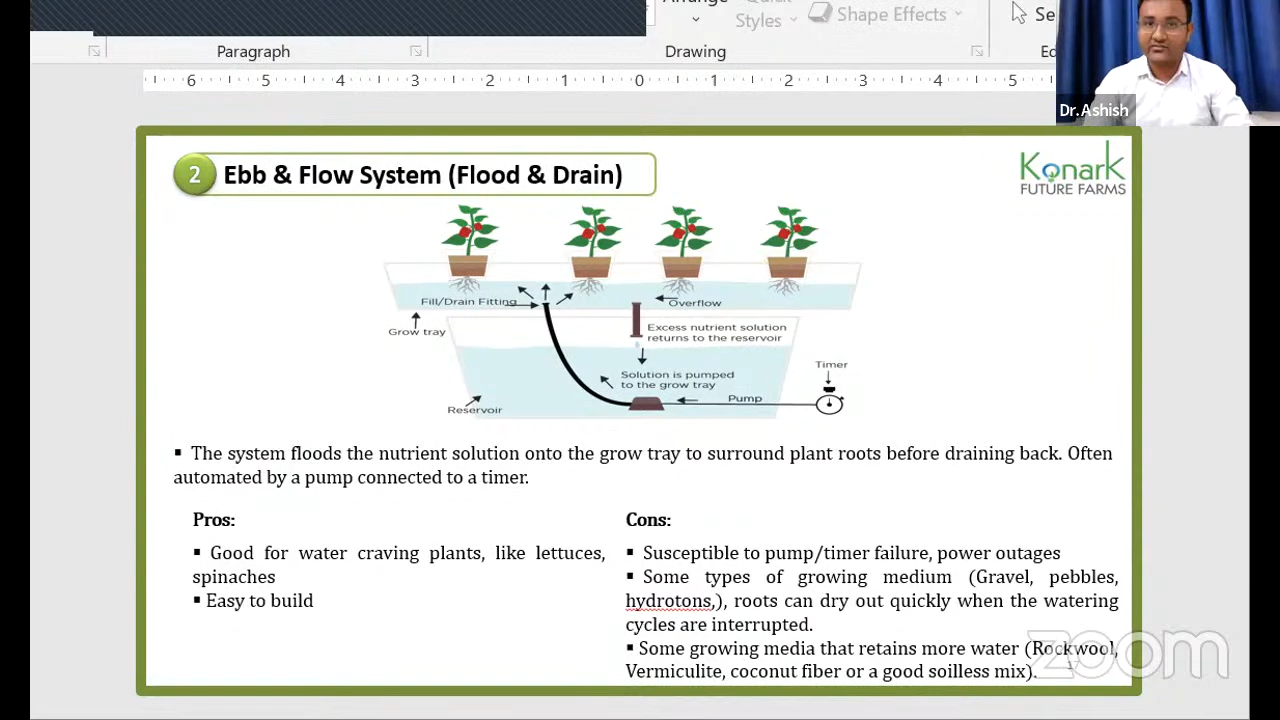 Arrange
Quick
Styles
Shape Effects
Se
Paragraph
Drawing
6 5 4 3 2 1 0 1 2 3 4 5
Dr.Ashish
2 Ebb & Flow System (Flood & Drain)
Konark
FUTURE FARMS
Fill/Drain Fitting
Overflow
Grow tray
Excess nutrient solution
returns to the reservoir
Timer
Solution is pumped
to the grow tray
Pump
Reservoir
▪ The system floods the nutrient solution onto the grow tray to surround plant roots before draining back. Often
automated by a pump connected to a timer.
Pros:
▪ Good for water craving plants, like lettuces,
spinaches
▪ Easy to build
Cons:
▪ Susceptible to pump/timer failure, power outages
▪ Some types of growing medium (Gravel, pebbles,
hydrotons,), roots can dry out quickly when the watering
cycles are interrupted.
▪ Some growing media that retains more water (Rockwool,
Vermiculite, coconut fiber or a good soilless mix).
17
zoom